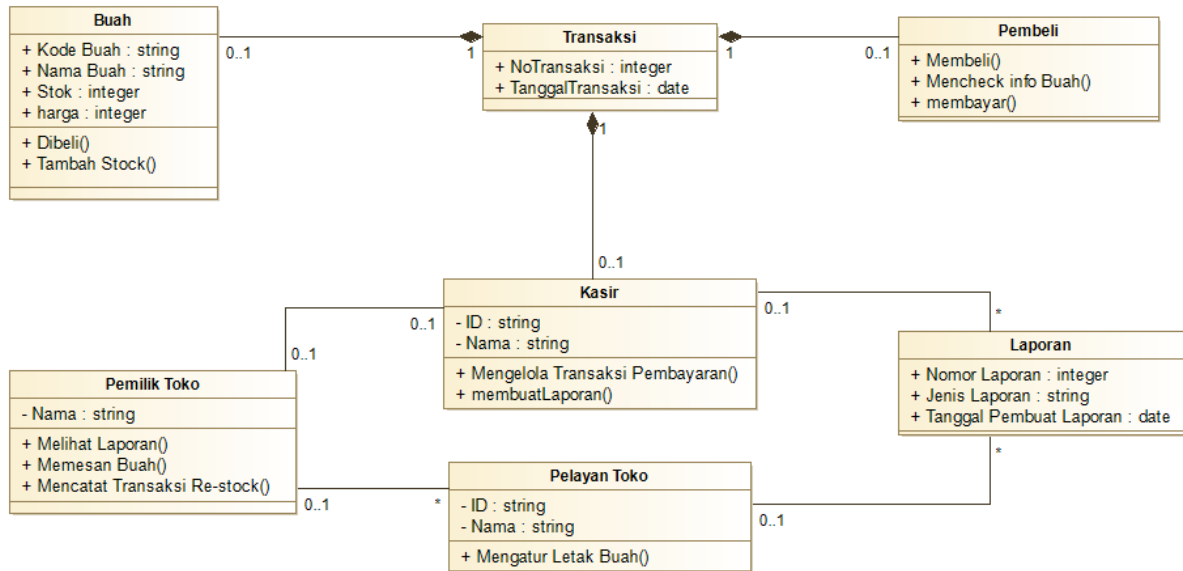 Buah
+ Kode Buah : string
+ Nama Buah : string
+ Stok : integer
+ harga : integer
+ Dibeli()
+ Tambah Stock()
0..1
1
Transaksi
+ NoTransaksi : integer
+ TanggalTransaksi : date
1
0..1
Pembeli
+ Membeli()
+ Mencheck info Buah()
+ membayar()
1
0..1
Kasir
- ID : string
- Nama : string
+ Mengelola Transaksi Pembayaran()
+ membuatLaporan()
0..1
0..1
0..1
*
Laporan
+ Nomor Laporan : integer
+ Jenis Laporan : string
+ Tanggal Pembuat Laporan : date
*
Pemilik Toko
- Nama : string
+ Melihat Laporan()
+ Memesan Buah()
+ Mencatat Transaksi Re-stock()
0..1
*
Pelayan Toko
- ID : string
- Nama : string
+ Mengatur Letak Buah()
0..1